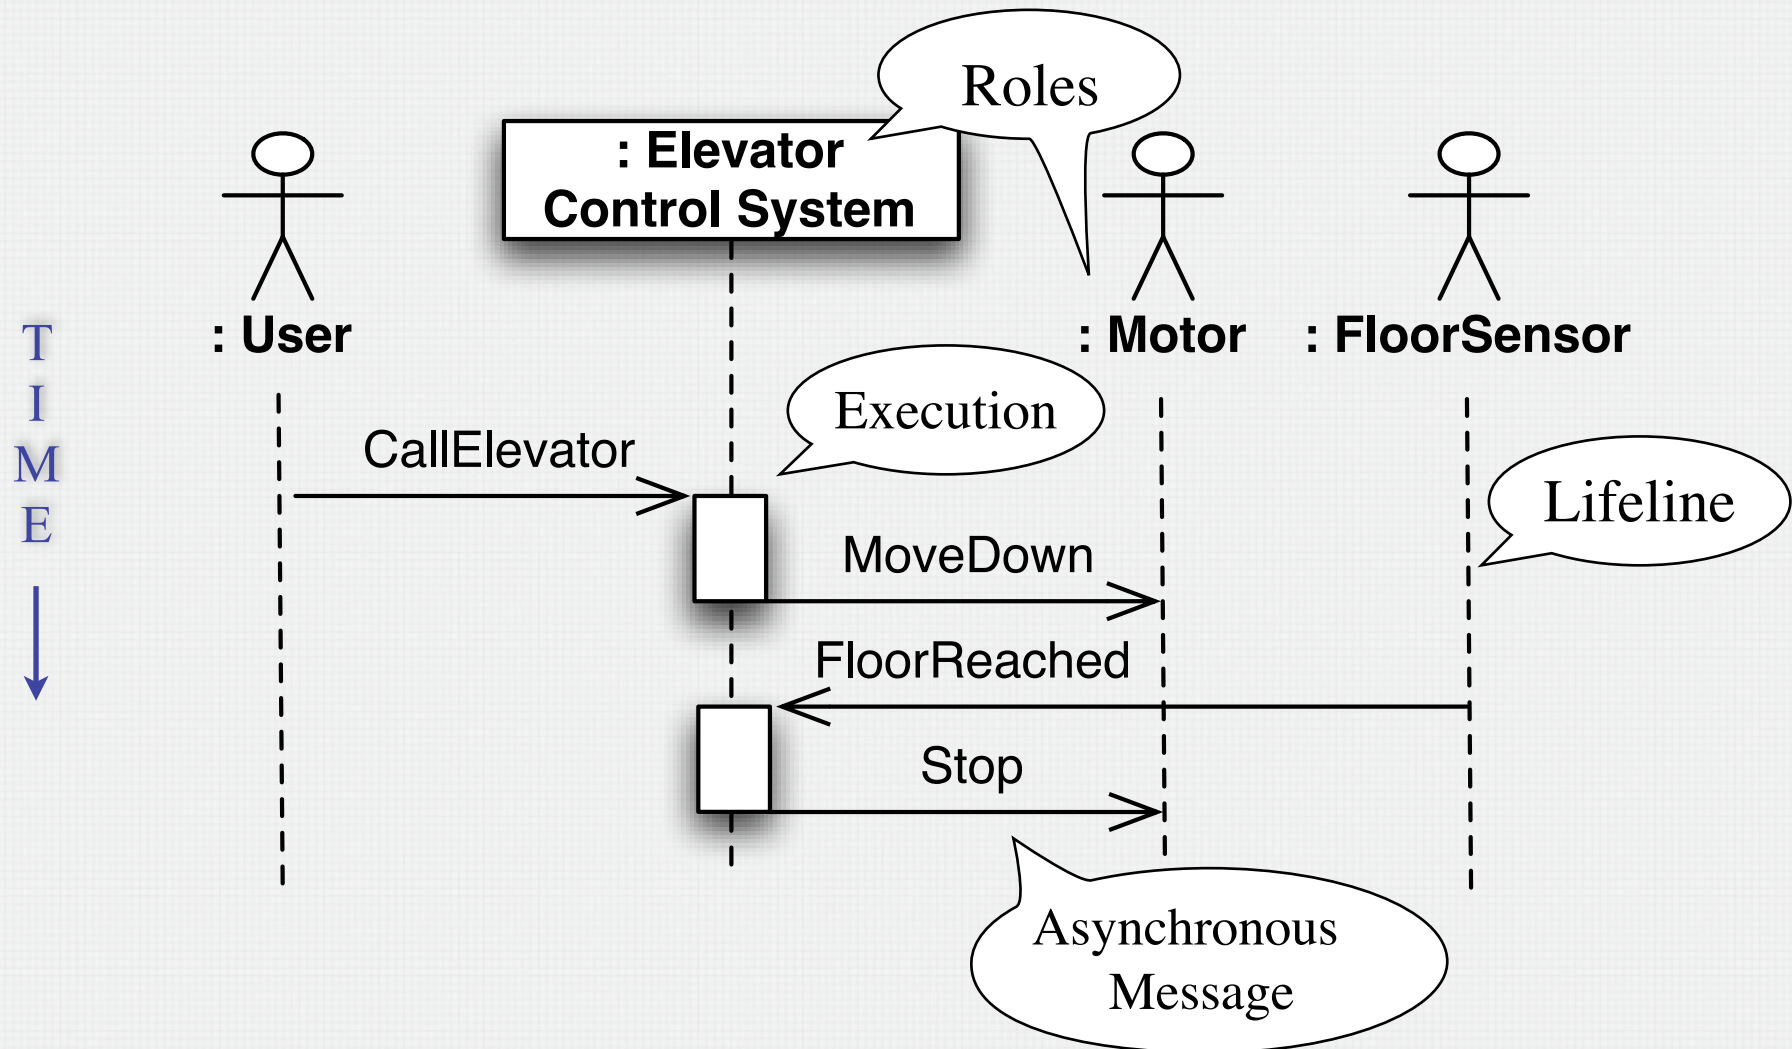 Roles
: Elevator
Control System
: User
: Motor
: FloorSensor
T
I
M
E
Execution
CallElevator
Lifeline
MoveDown
FloorReached
Stop
Asynchronous
Message